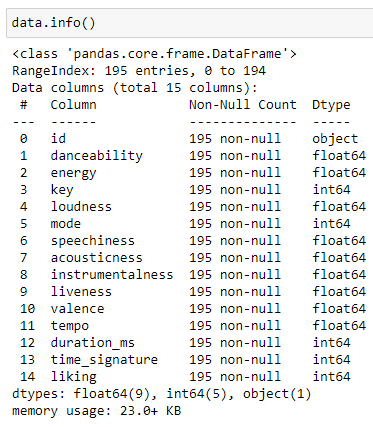 data.info()
<class 'pandas.core.frame.DataFrame'>
RangeIndex: 195 entries, 0 to 194
Data columns (total 15 columns):
 #   Column            Non-Null Count  Dtype
---  ------            --------------  -----
 0   id                195 non-null    object
 1   danceability      195 non-null    float64
 2   energy            195 non-null    float64
 3   key               195 non-null    int64
 4   loudness          195 non-null    float64
 5   mode              195 non-null    int64
 6   speechiness       195 non-null    float64
 7   acousticness      195 non-null    float64
 8   instrumentalness  195 non-null    float64
 9   liveness          195 non-null    float64
 10  valence           195 non-null    float64
 11  tempo             195 non-null    float64
 12  duration_ms       195 non-null    int64
 13  time_signature    195 non-null    int64
 14  liking            195 non-null    int64
dtypes: float64(9), int64(5), object(1)
memory usage: 23.0+ KB